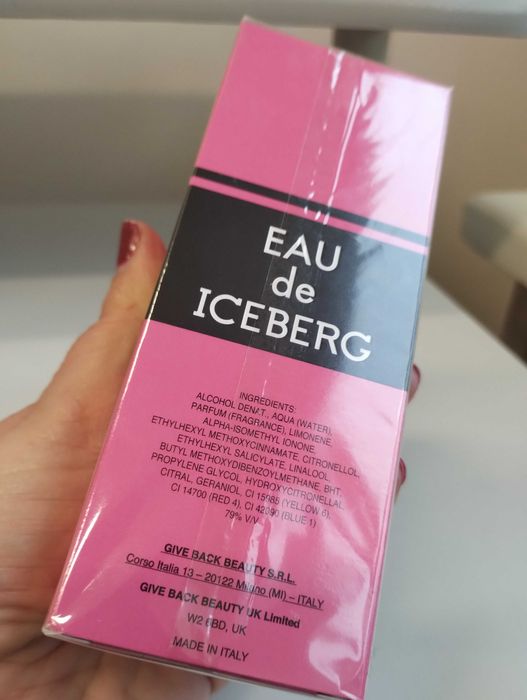 EAU
de
ICEBERG
INGREDIENTS:
ALCOHOL DENAT., AQUA (WATER),
PARFUM (FRAGRANCE), LIMONENE,
ALPHA-ISOMETHYL IONONE,
ETHYLHEXYL METHOXYCINNAMATE, CITRONELLOL,
ETHYLHEXYL SALICYLATE, LINALOOL,
BUTYL METHOXYDIBENZOYLMETHANE, BHT,
PROPYLENE GLYCOL, HYDROXYCITRONELLAL,
CITRAL, GERANIOL, CI 15985 (YELLOW 6),
CI 14700 (RED 4), CI 42090 (BLUE 1)
79% V/V
GIVE BACK BEAUTY S.R.L.
Corso Italia 13 – 20122 Milano (MI) – ITALY
GIVE BACK BEAUTY UK Limited
W2 6BD, UK
MADE IN ITALY